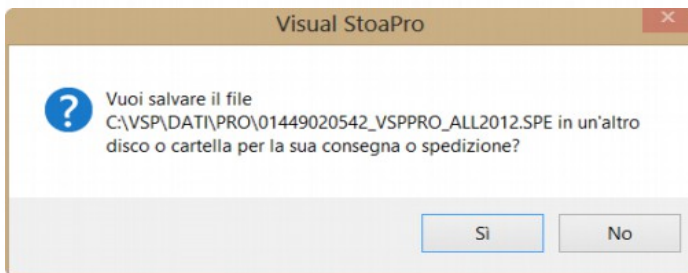 Visual StoaPro
Vuoi salvare il file
C:\VSP\DATI\PRO\01449020542_VSPPRO_ALL2012.SPE in un'altro
disco o cartella per la sua consegna o spedizione?
Sì
No